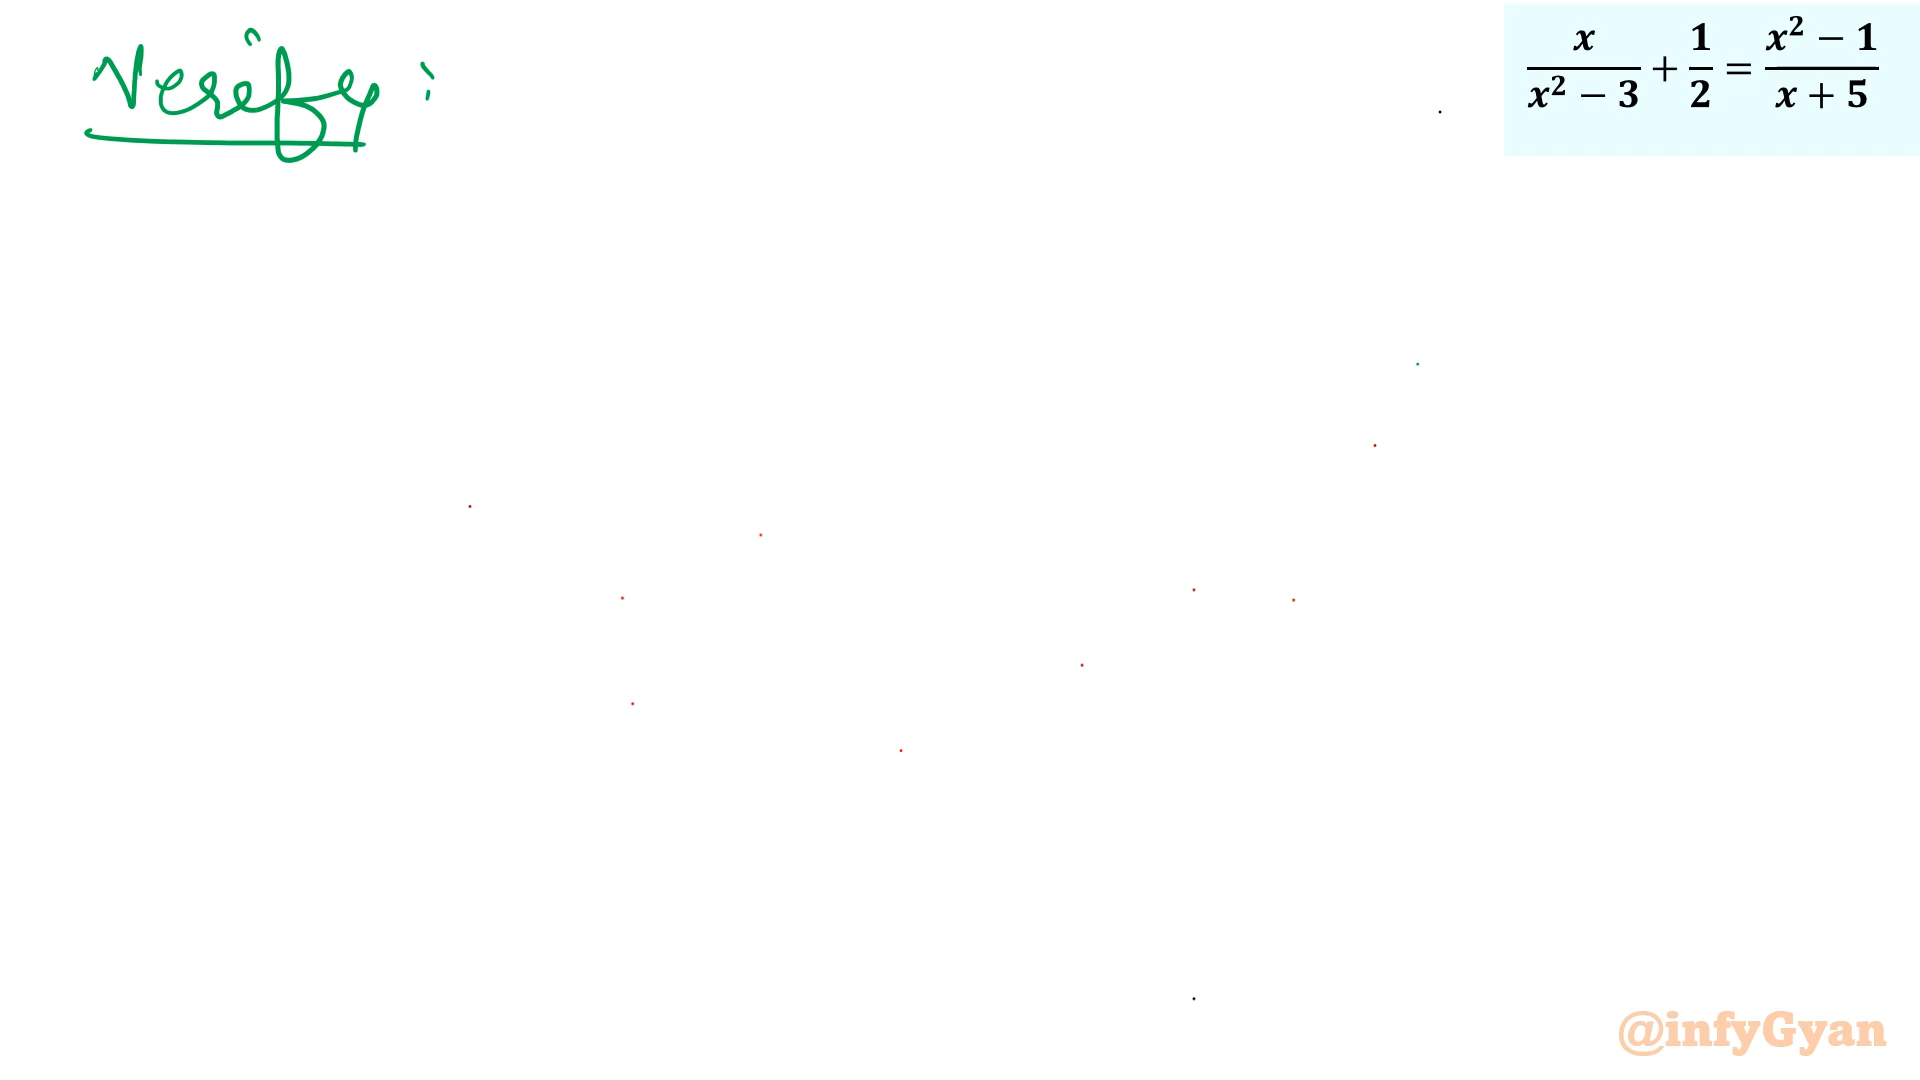 Verify :
x/(x² − 3) + 1/2 = (x² − 1)/(x + 5)
@infyGyan